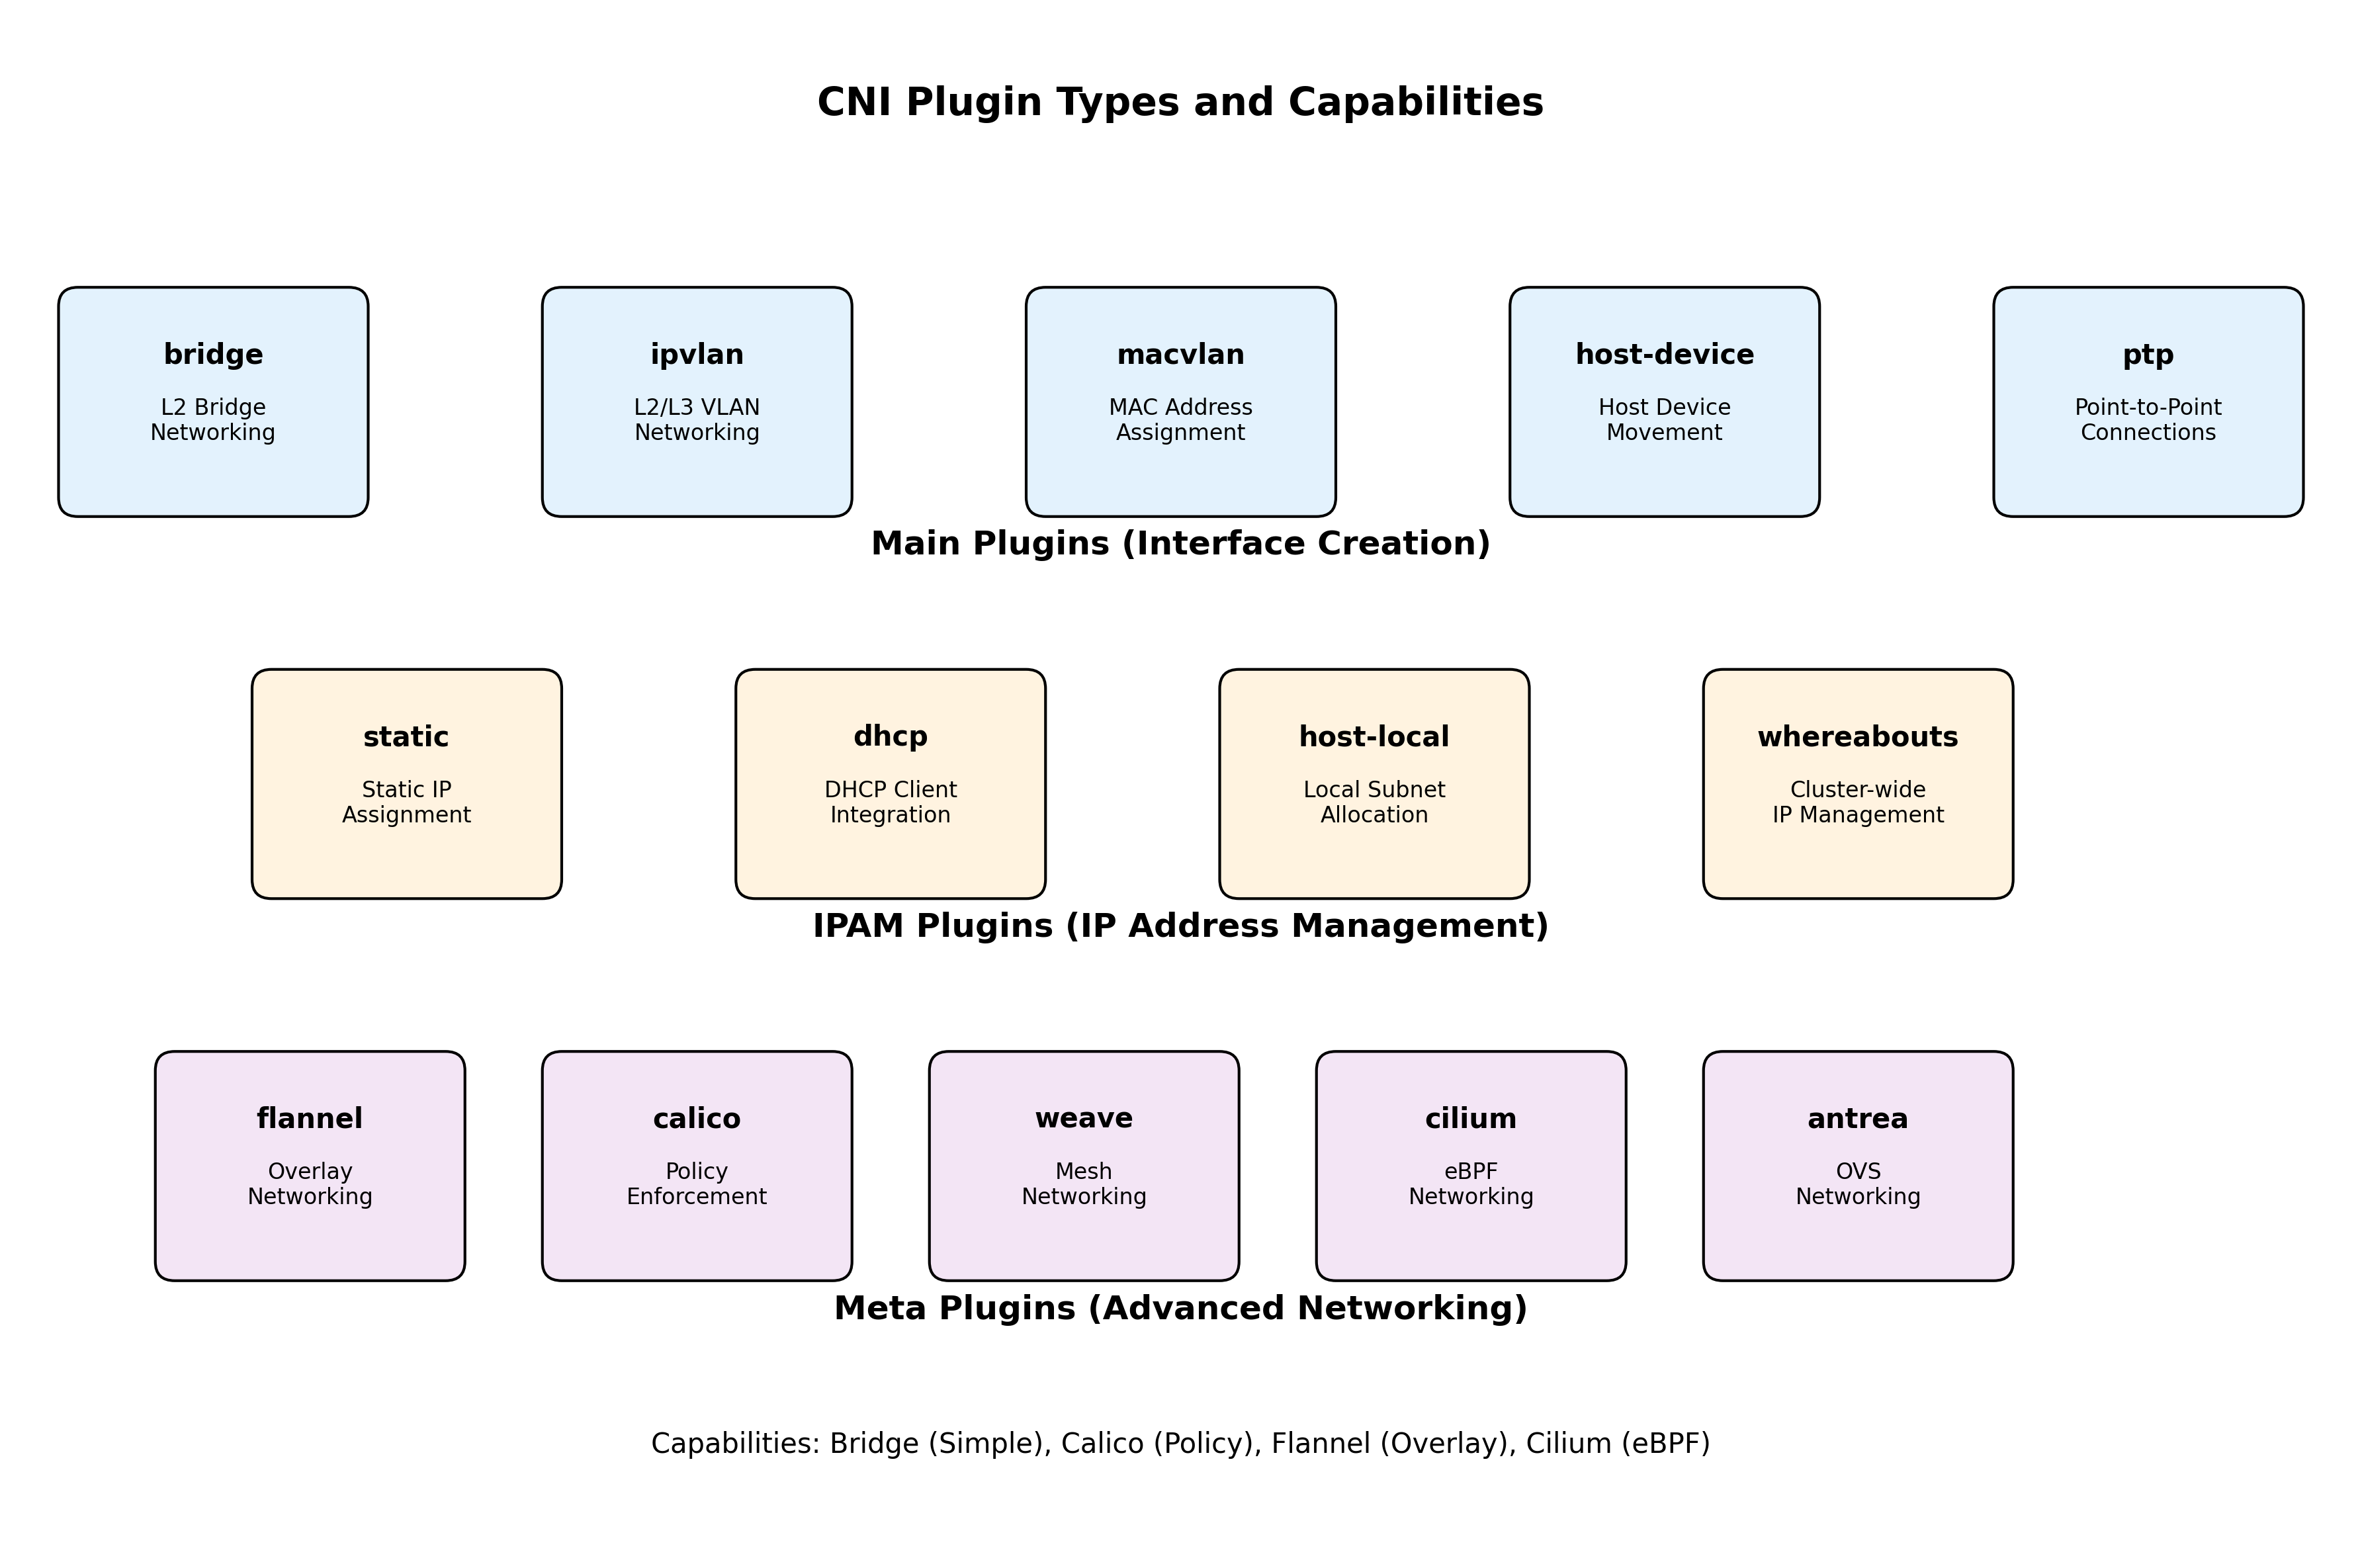 CNI Plugin Types and Capabilities
bridge
L2 Bridge
Networking
ipvlan
L2/L3 VLAN
Networking
macvlan
MAC Address
Assignment
host-device
Host Device
Movement
ptp
Point-to-Point
Connections
Main Plugins (Interface Creation)
static
Static IP
Assignment
dhcp
DHCP Client
Integration
host-local
Local Subnet
Allocation
whereabouts
Cluster-wide
IP Management
IPAM Plugins (IP Address Management)
flannel
Overlay
Networking
calico
Policy
Enforcement
weave
Mesh
Networking
cilium
eBPF
Networking
antrea
OVS
Networking
Meta Plugins (Advanced Networking)
Capabilities: Bridge (Simple), Calico (Policy), Flannel (Overlay), Cilium (eBPF)